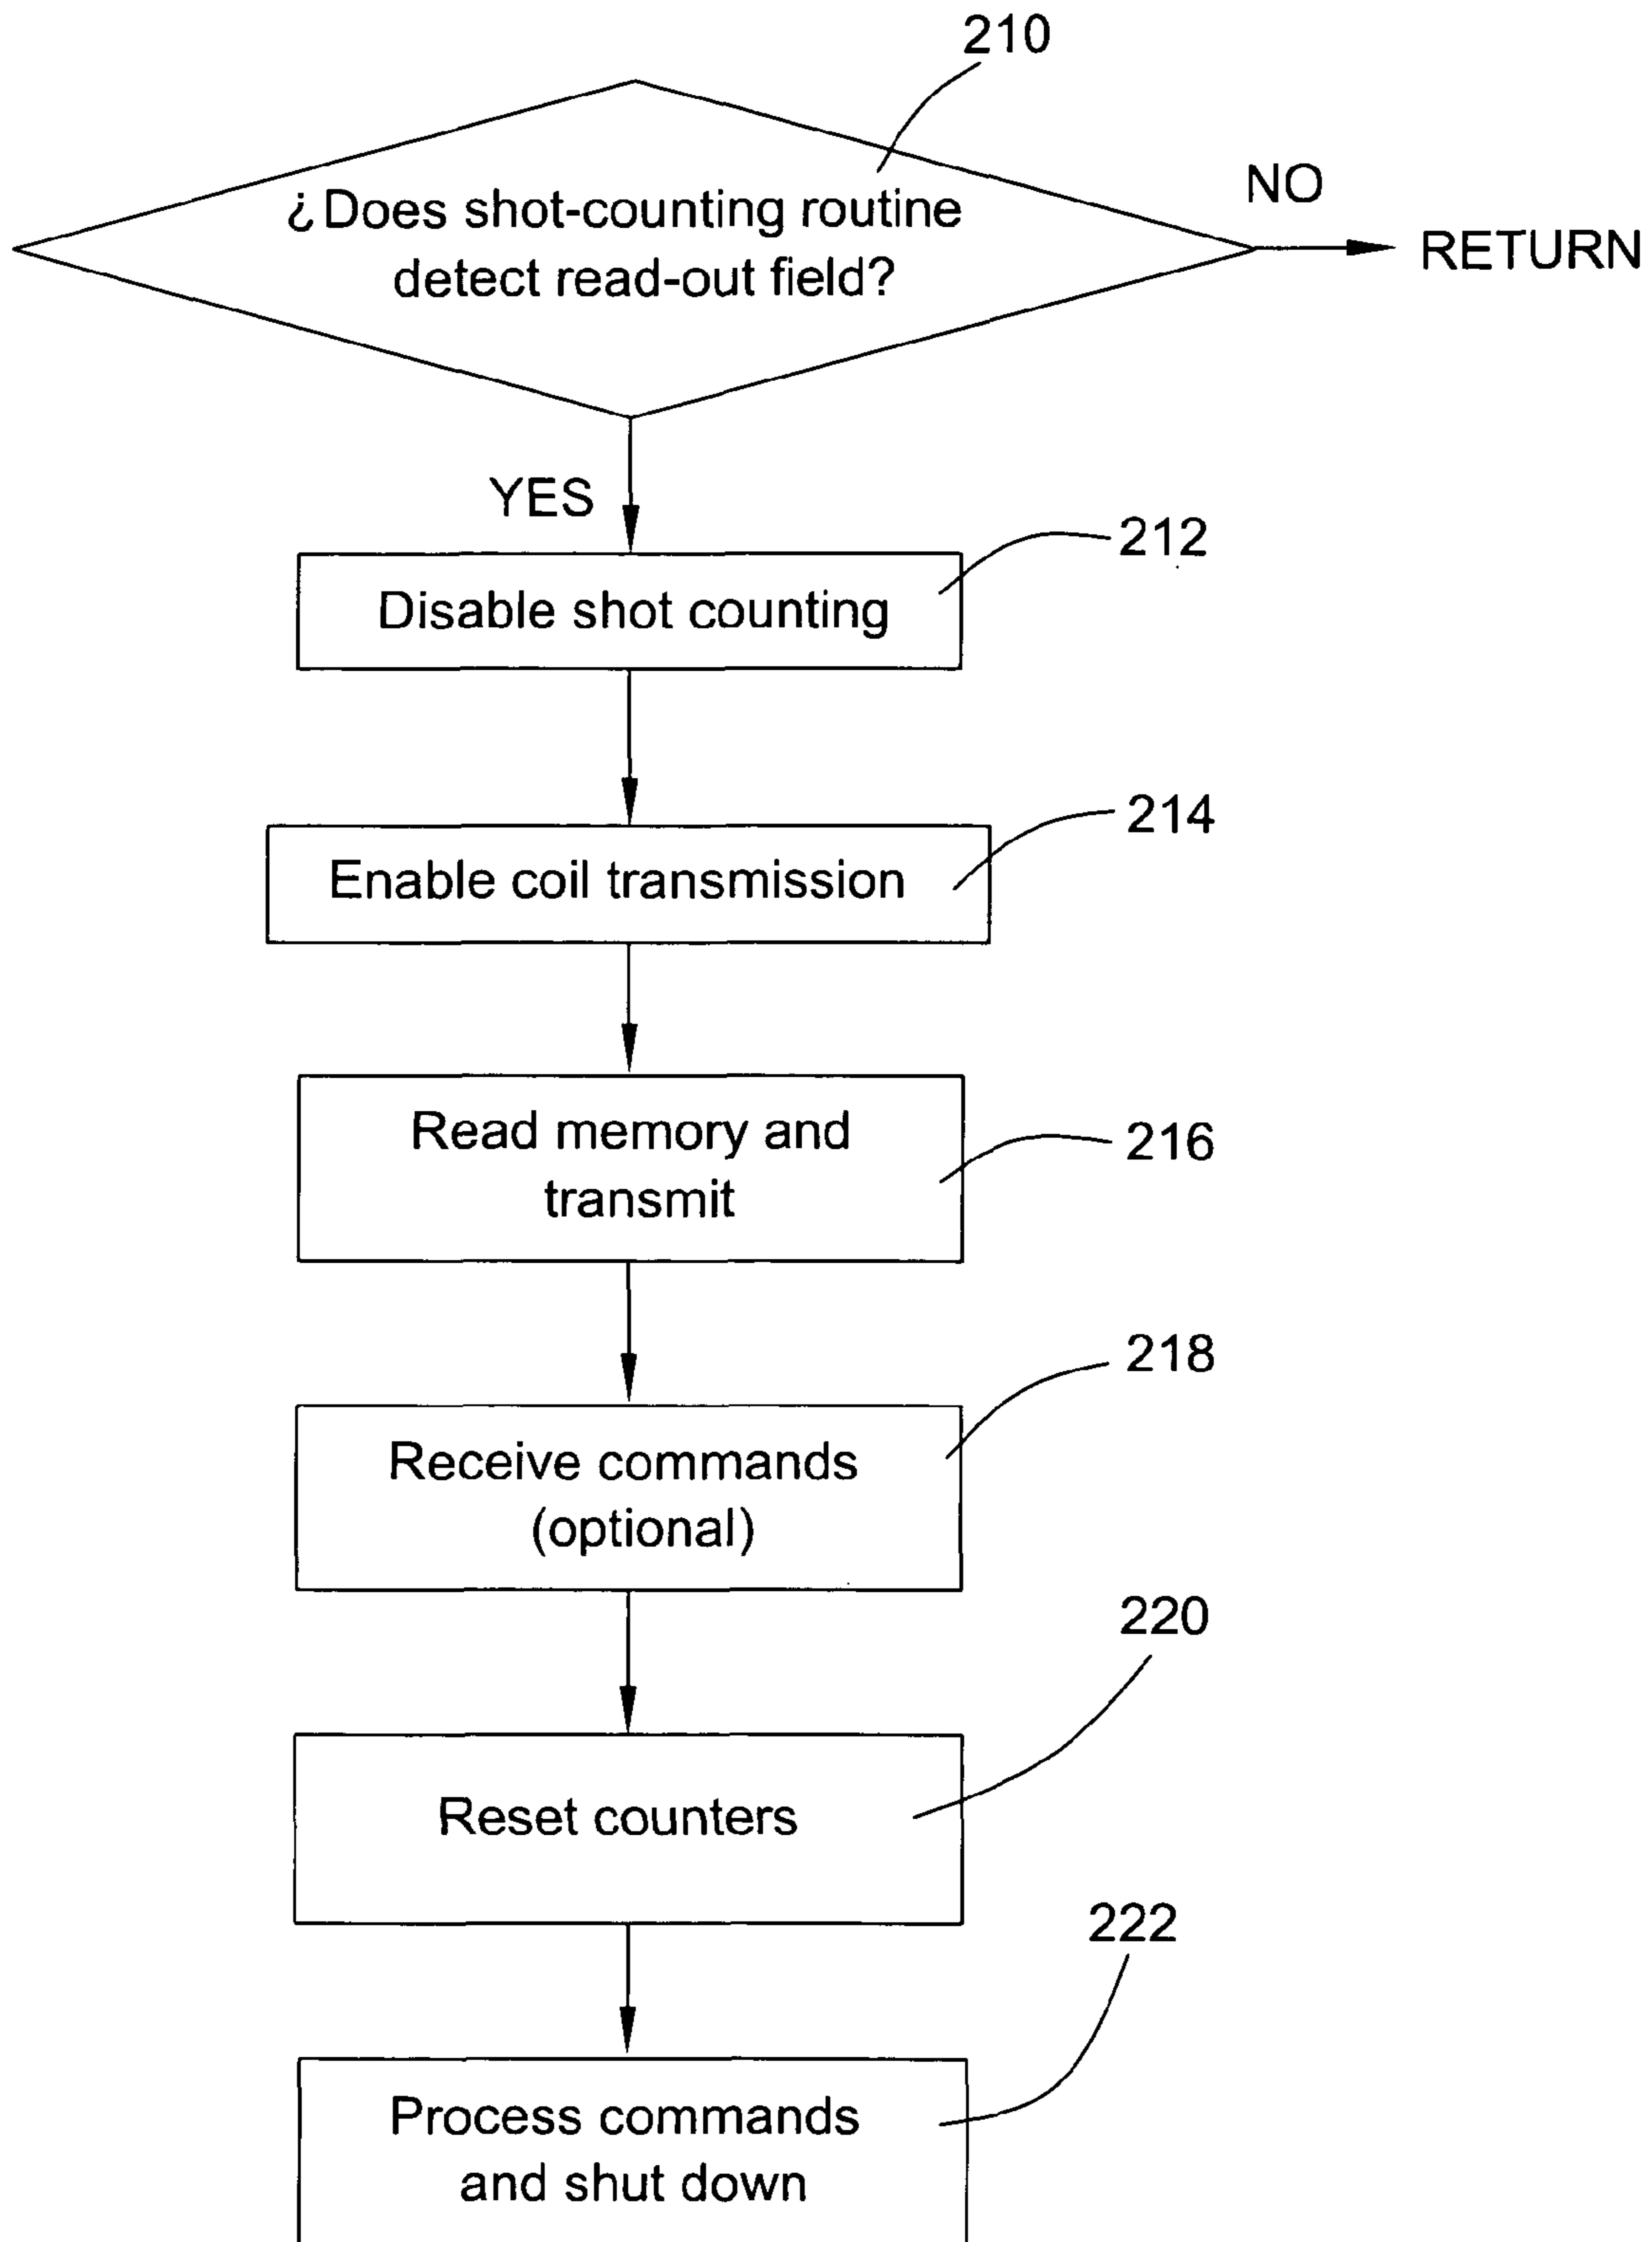 210
¿Does shot-counting routine
detect read-out field?
NO
RETURN
YES
212
Disable shot counting
214
Enable coil transmission
216
Read memory and
transmit
218
Receive commands
(optional)
220
Reset counters
222
Process commands
and shut down